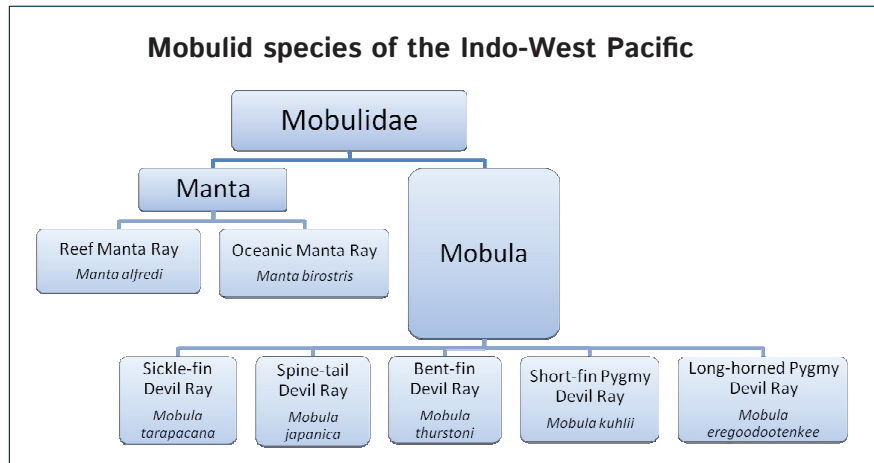 Mobulid species of the Indo-West Pacific
Mobulidae
Manta
Mobula
Reef Manta Ray
Manta alfredi
Oceanic Manta Ray
Manta birostris
Sickle-fin
Devil Ray
Mobula
tarapacana
Spine-tail
Devil Ray
Mobula
japanica
Bent-fin
Devil Ray
Mobula
thurstoni
Short-fin Pygmy
Devil Ray
Mobula kuhlii
Long-horned Pygmy
Devil Ray
Mobula
eregoodootenkee